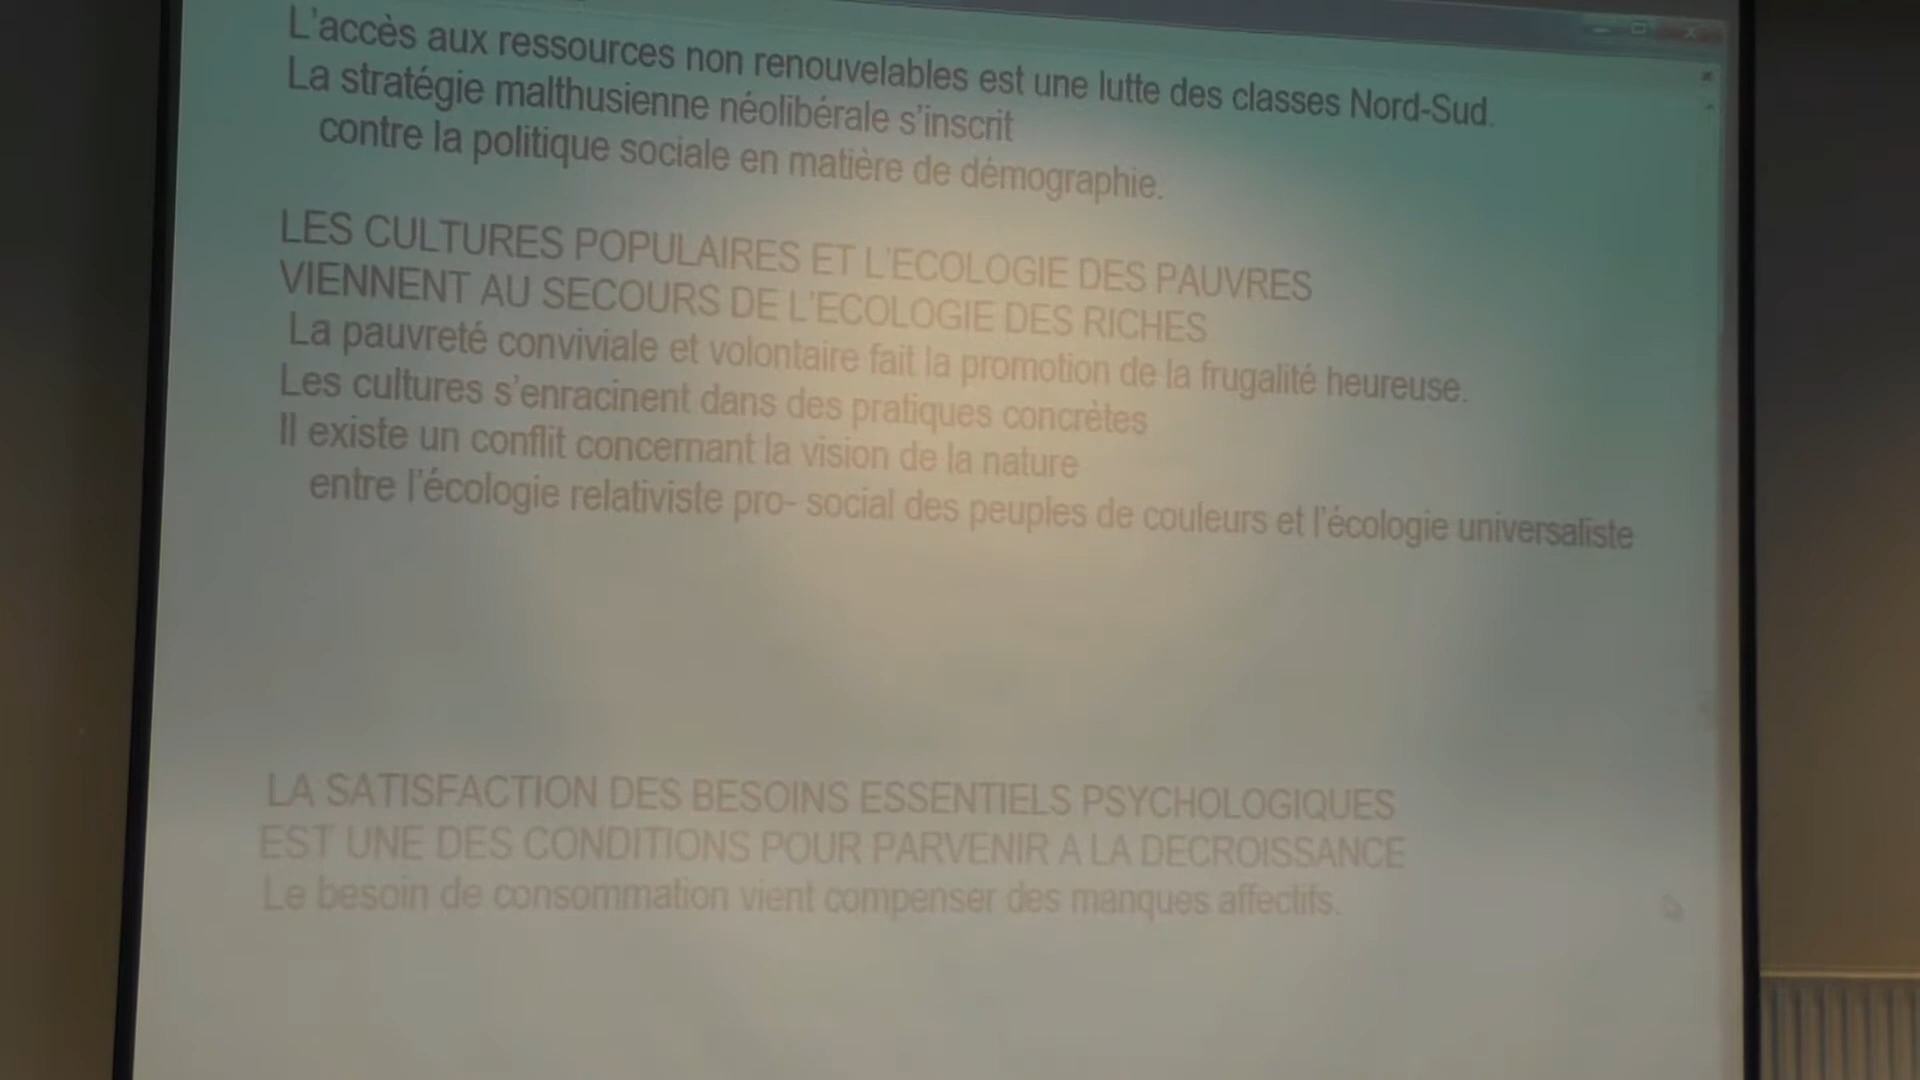 L'accès aux ressources non renouvelables est une lutte des classes Nord-Sud.
La stratégie malthusienne néolibérale s'inscrit
contre la politique sociale en matière de démographie.
LES CULTURES POPULAIRES ET L'ECOLOGIE DES PAUVRES
VIENNENT AU SECOURS DE L'ECOLOGIE DES RICHES
La pauvreté conviviale et volontaire fait la promotion de la frugalité heureuse.
Les cultures s'enracinent dans des pratiques concrètes
Il existe un conflit concernant la vision de la nature
entre l'écologie relativiste pro- social des peuples de couleurs et l'écologie universaliste
LA SATISFACTION DES BESOINS ESSENTIELS PSYCHOLOGIQUES
EST UNE DES CONDITIONS POUR PARVENIR A LA DECROISSANCE
Le besoin de consommation vient compenser des manques affectifs.